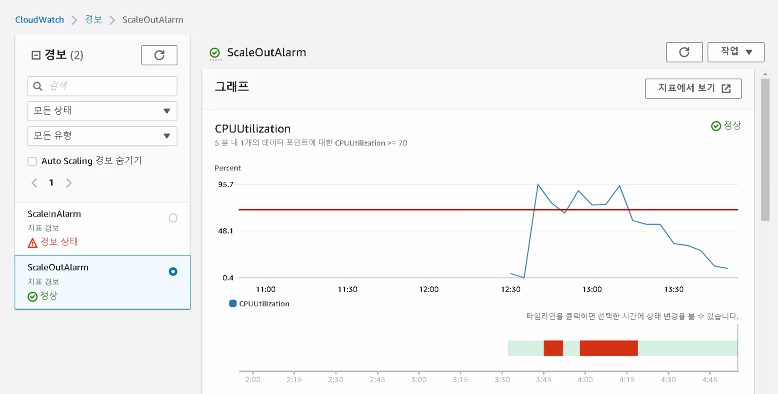 CloudWatch > 경보 > ScaleOutAlarm
경보 (2)
검색
모든 상태
모든 유형
Auto Scaling 경보 숨기기
1
ScaleInAlarm
지표 경보
경보 상태
ScaleOutAlarm
지표 경보
정상
ScaleOutAlarm
작업
그래프
지표에서 보기
CPUUtilization
정상
5 분 내 1개의 데이터 포인트에 대한 CPUUtilization >= 70
Percent
95.7
48.1
0.4
11:00 11:30 12:00 12:30 13:00 13:30
CPUUtilization
타임라인을 클릭하면 선택한 시간에 상태 변경을 볼 수 있습니다.
2:00 2:15 2:30 2:45 3:00 3:15 3:30 3:45 4:00 4:15 4:30 4:45